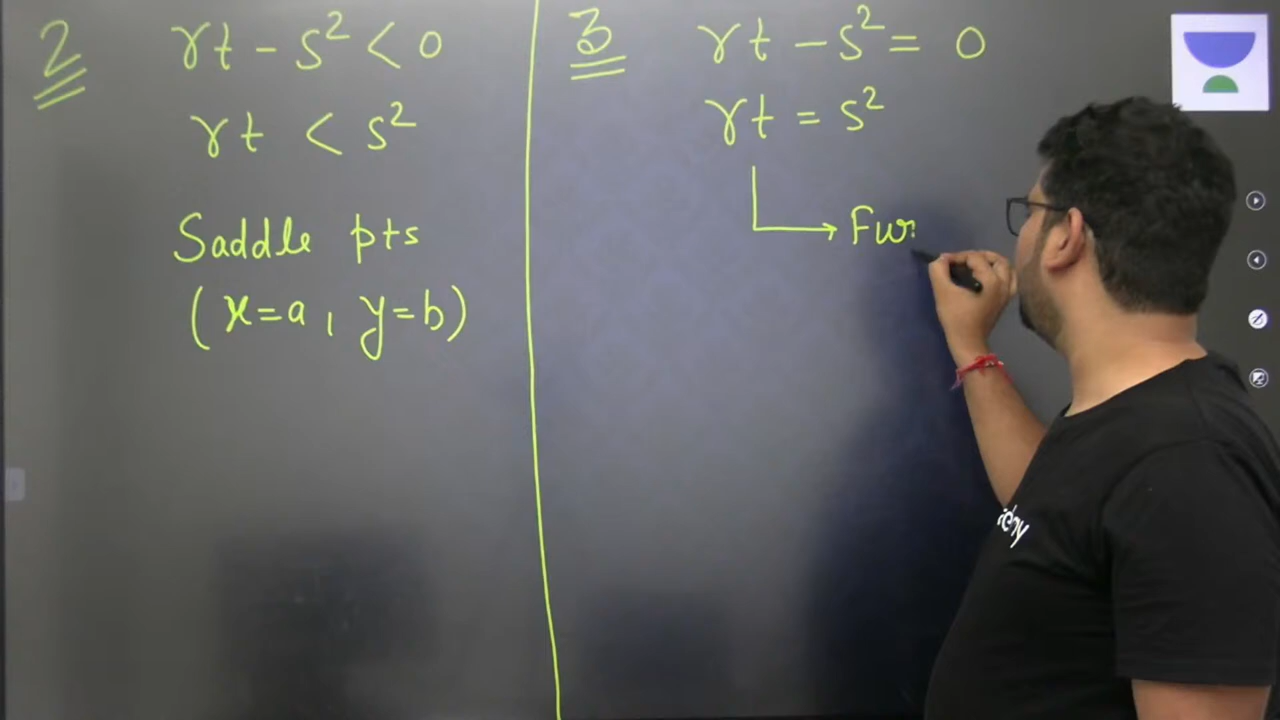 2
rt - s² < 0
rt < s²
Saddle pts
(x=a, y=b)
3
rt - s² = 0
rt = s²
Fur